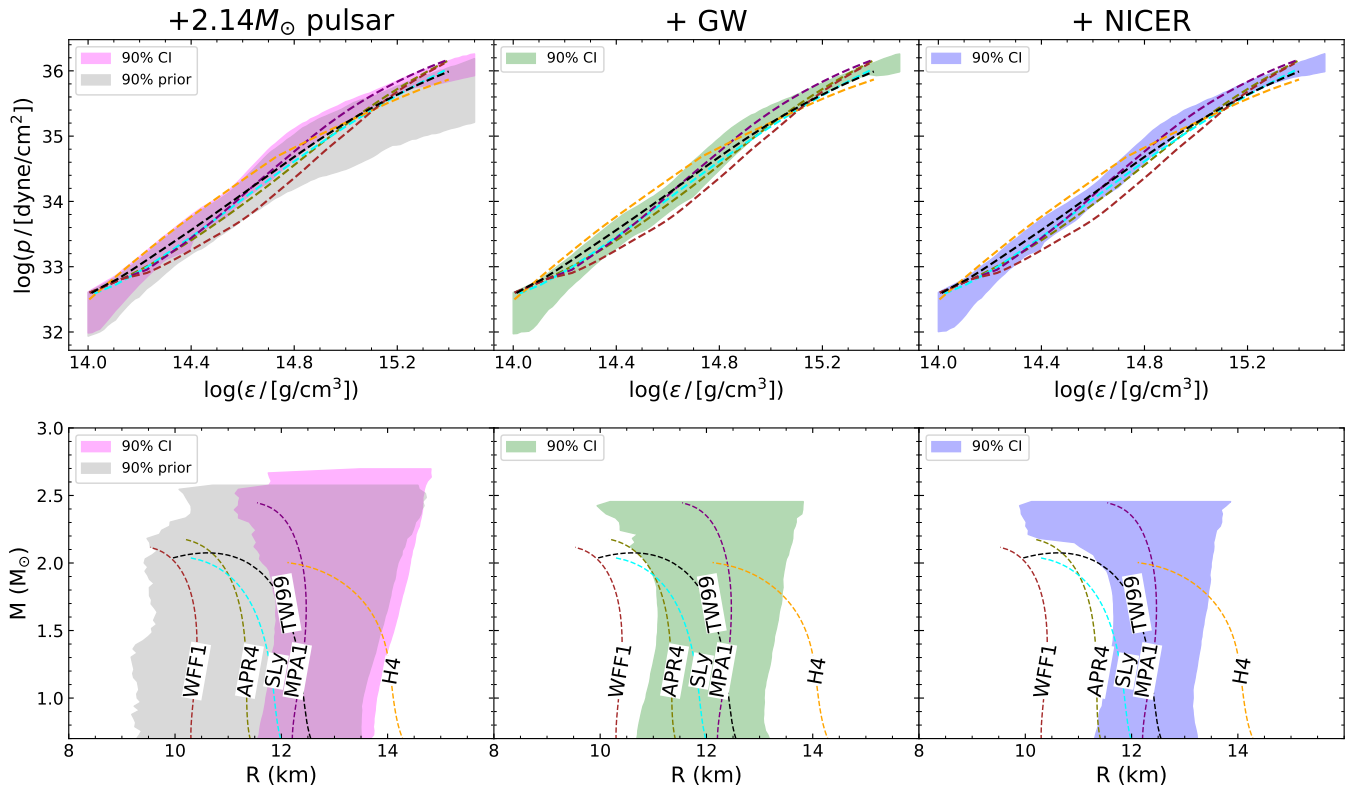 +2.14M⊙ pulsar
+ GW
+ NICER
90% CI
90% prior
90% CI
90% CI
log(p / [dyne/cm²])
36
35
34
33
32
14.0 14.4 14.8 15.2
14.0 14.4 14.8 15.2
14.0 14.4 14.8 15.2
log(ε / [g/cm³])
log(ε / [g/cm³])
log(ε / [g/cm³])
90% CI
90% prior
90% CI
90% CI
M (M⊙)
3.0
2.5
2.0
1.5
1.0
WFF1
APR4
SLy
TW99
MPA1
H4
WFF1
APR4
SLy
TW99
MPA1
H4
WFF1
APR4
SLy
TW99
MPA1
H4
8 10 12 14
10 12 14
10 12 14
R (km)
R (km)
R (km)